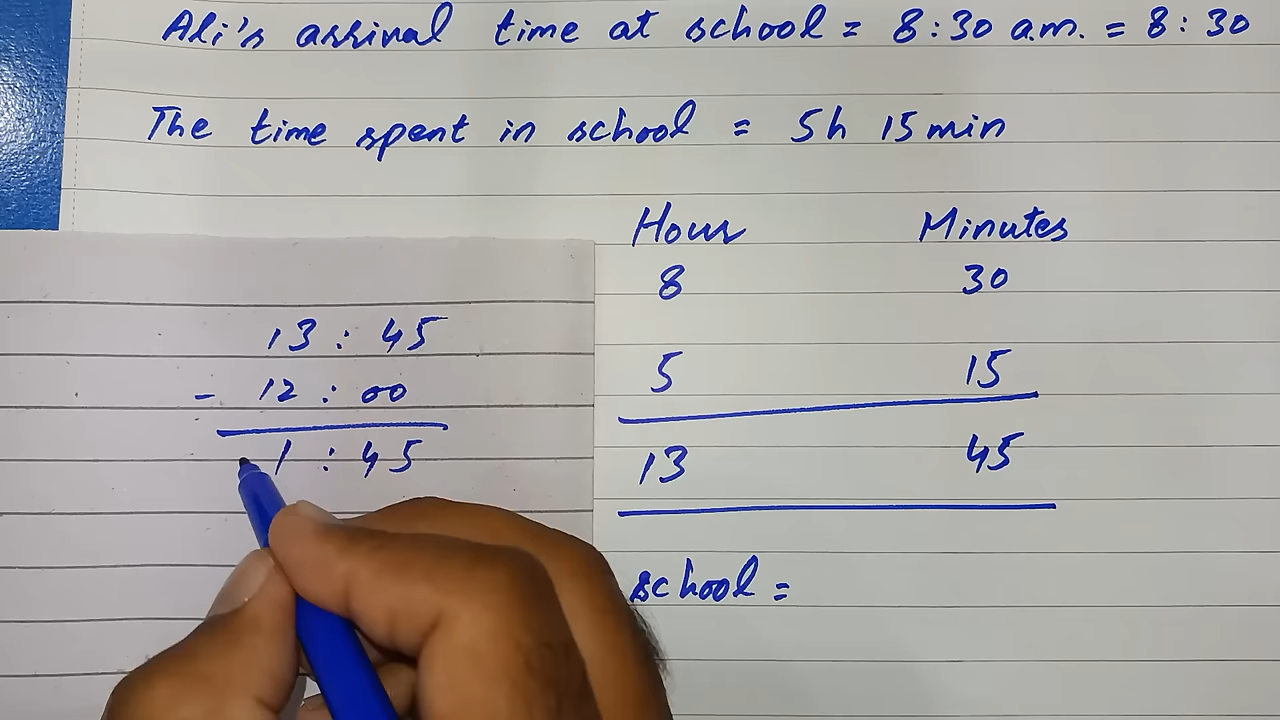 Ali's arrival time at school = 8:30 a.m. = 8:30
The time spent in school = 5h 15min
Hour Minutes
8 30
5 15
13 45
school =
13 : 45
- 12 : 00
1 : 45